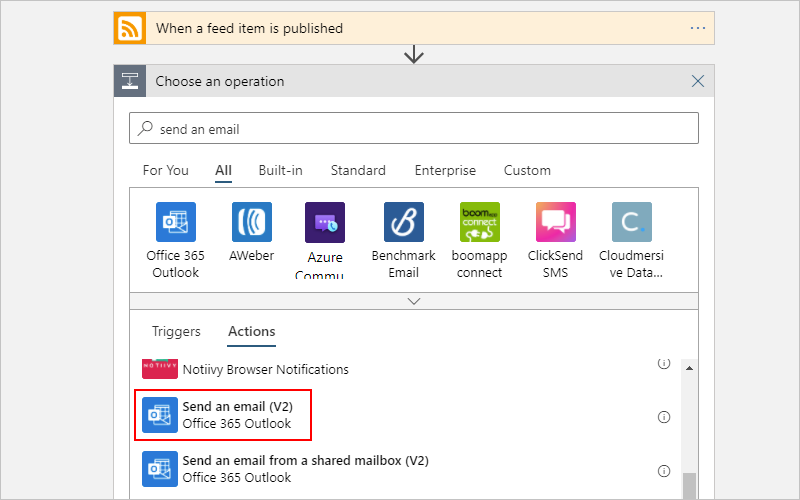 When a feed item is published
Choose an operation
send an email
For You All Built-in Standard Enterprise Custom
Office 365 Outlook
AWeber
Azure Commu
Benchmark Email
boomapp connect
ClickSend SMS
Cloudmersive Data...
Triggers Actions
NOTIIVY
Notiivy Browser Notifications
Send an email (V2)
Office 365 Outlook
Send an email from a shared mailbox (V2)
Office 365 Outlook